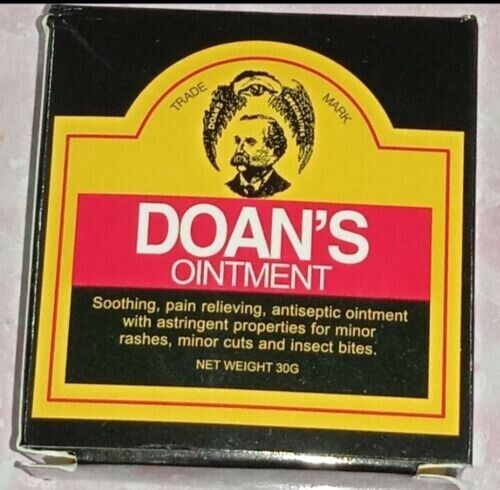 TRADE MARK
DOAN'S
OINTMENT
Soothing, pain relieving, antiseptic ointment
with astringent properties for minor
rashes, minor cuts and insect bites.
NET WEIGHT 30G